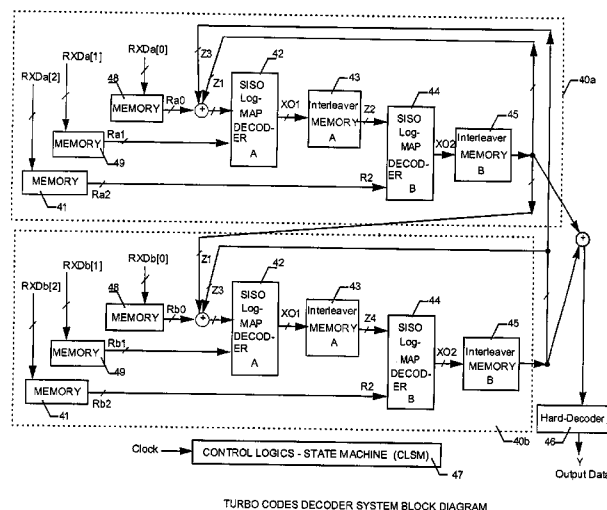 RXDa[0]
RXDa[1]
RXDa[2]
Z3
Z1
42
43
44
45
40a
48
MEMORY
Ra0
+
SISO
Log-
MAP
DECODER
A
XO1
Interleaver
MEMORY
A
Z2
SISO
Log-
MAP
DECOD-
ER
B
XO2
Interleaver
MEMORY
B
MEMORY
49
Ra1
MEMORY
41
Ra2
R2
+
RXDb[0]
RXDb[1]
RXDb[2]
Z1
Z3
42
43
44
45
48
MEMORY
Rb0
+
SISO
Log-
MAP
DECOD-
ER
A
XO1
Interleaver
MEMORY
A
Z4
SISO
Log-
MAP
DECOD-
ER
B
XO2
Interleaver
MEMORY
B
MEMORY
49
Rb1
MEMORY
41
Rb2
R2
40b
Hard-Decoder
46
Y
Output Data
Clock
CONTROL LOGICS - STATE MACHINE (CLSM)
47
TURBO CODES DECODER SYSTEM BLOCK DIAGRAM